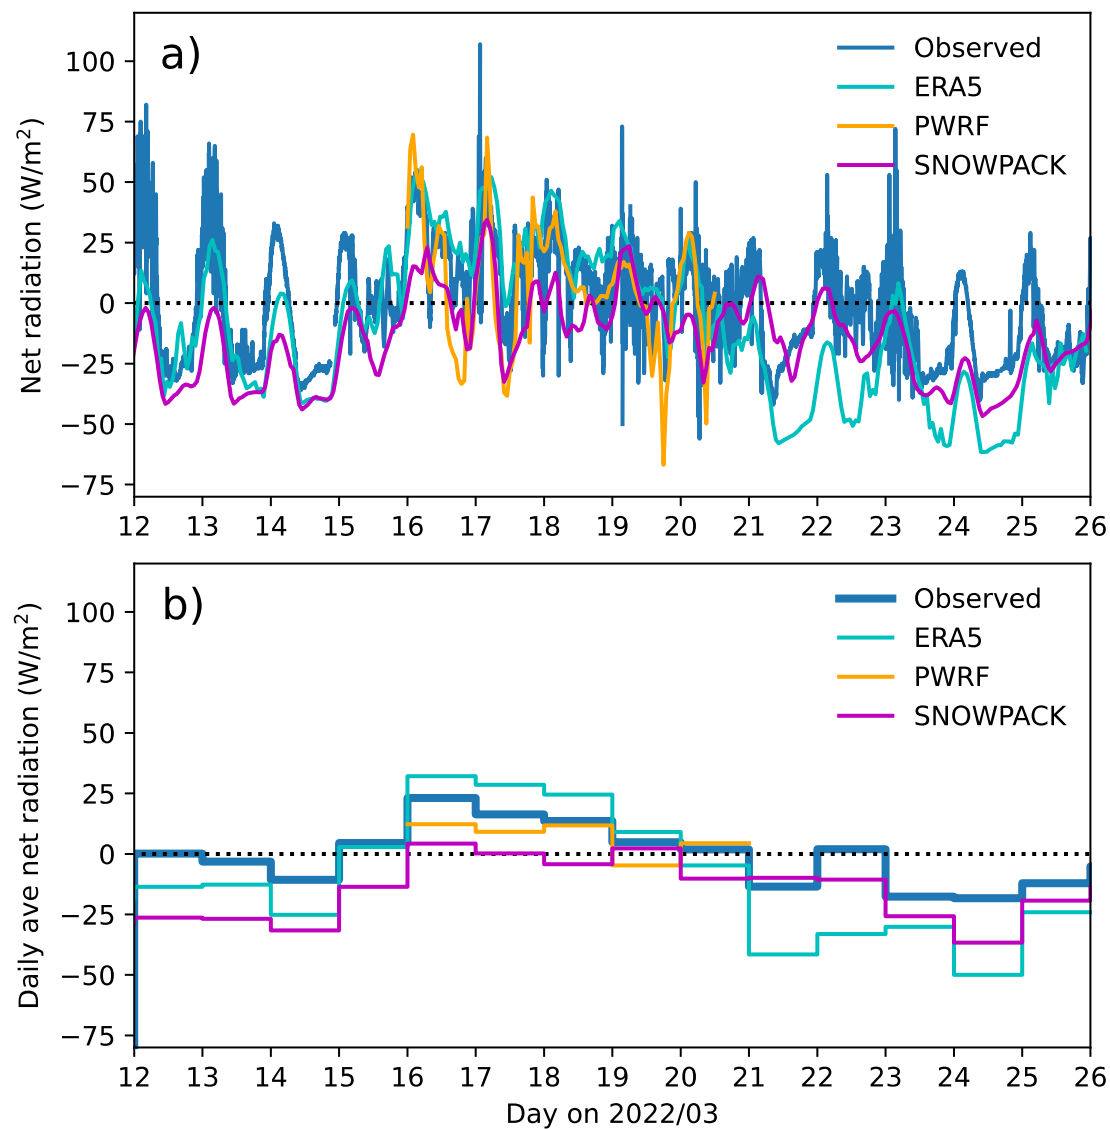 a)
Observed
ERA5
PWRF
SNOWPACK
Net radiation (W/m²)
100
75
50
25
0
−25
−50
−75
12 13 14 15 16 17 18 19 20 21 22 23 24 25 26
b)
Observed
ERA5
PWRF
SNOWPACK
Daily ave net radiation (W/m²)
100
75
50
25
0
−25
−50
−75
12 13 14 15 16 17 18 19 20 21 22 23 24 25 26
Day on 2022/03